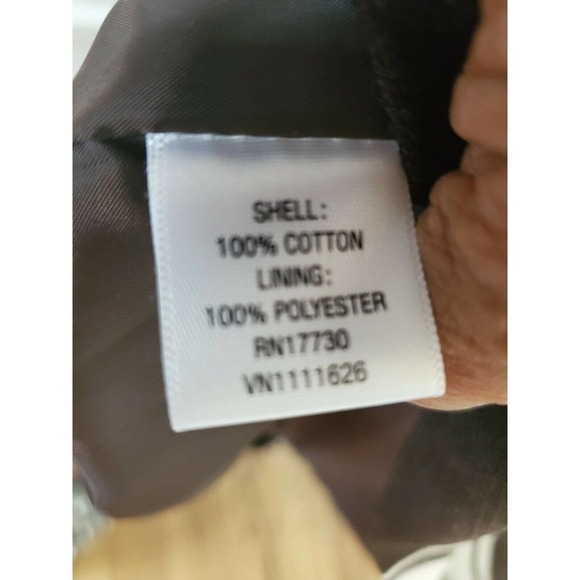 SHELL:
100% COTTON
LINING:
100% POLYESTER
RN17730
VN1111626